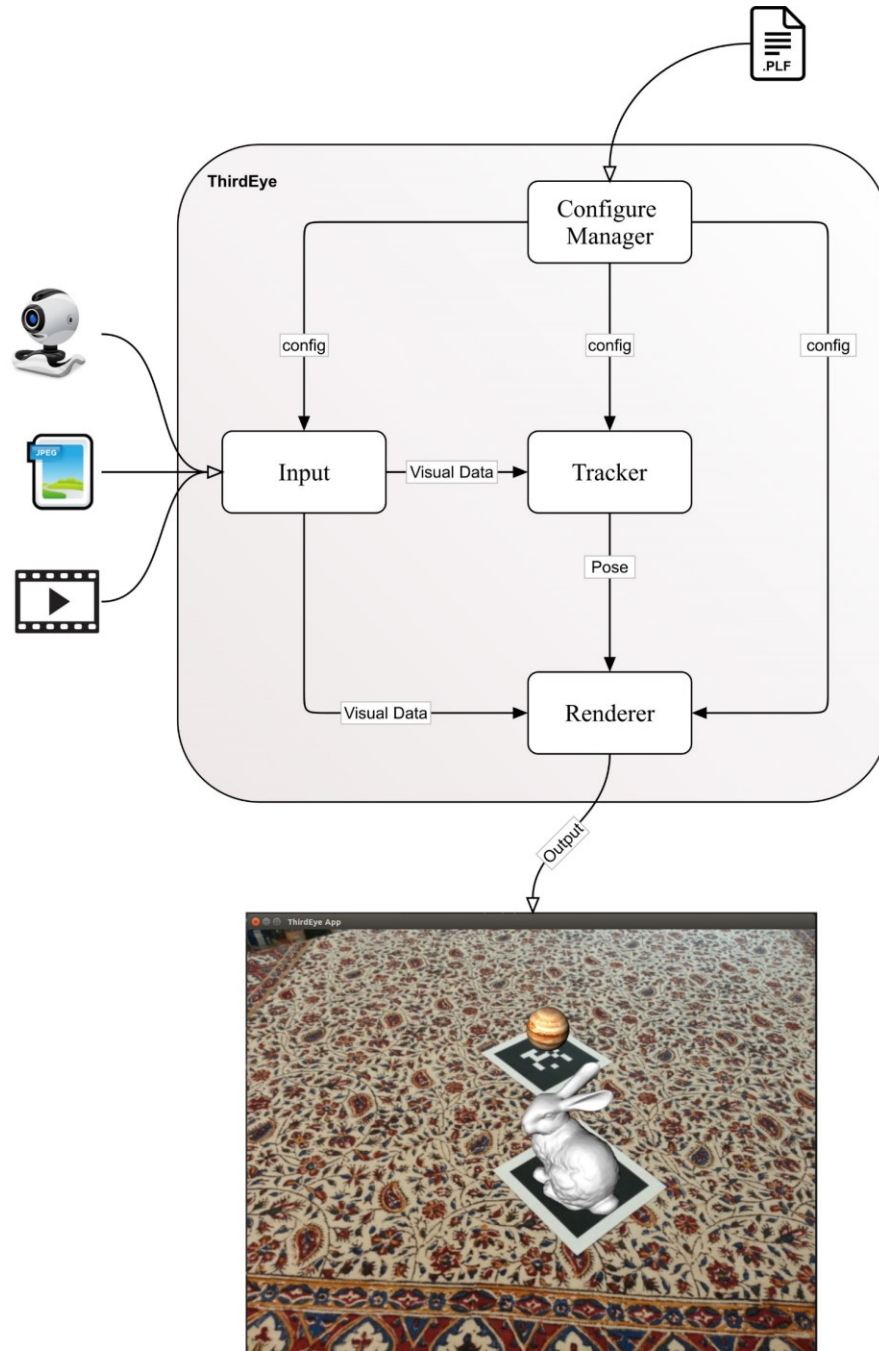 .PLF
ThirdEye
Configure
Manager
config
config
config
JPEG
Input
Visual Data
Tracker
Pose
Visual Data
Renderer
Output
ThirdEye App